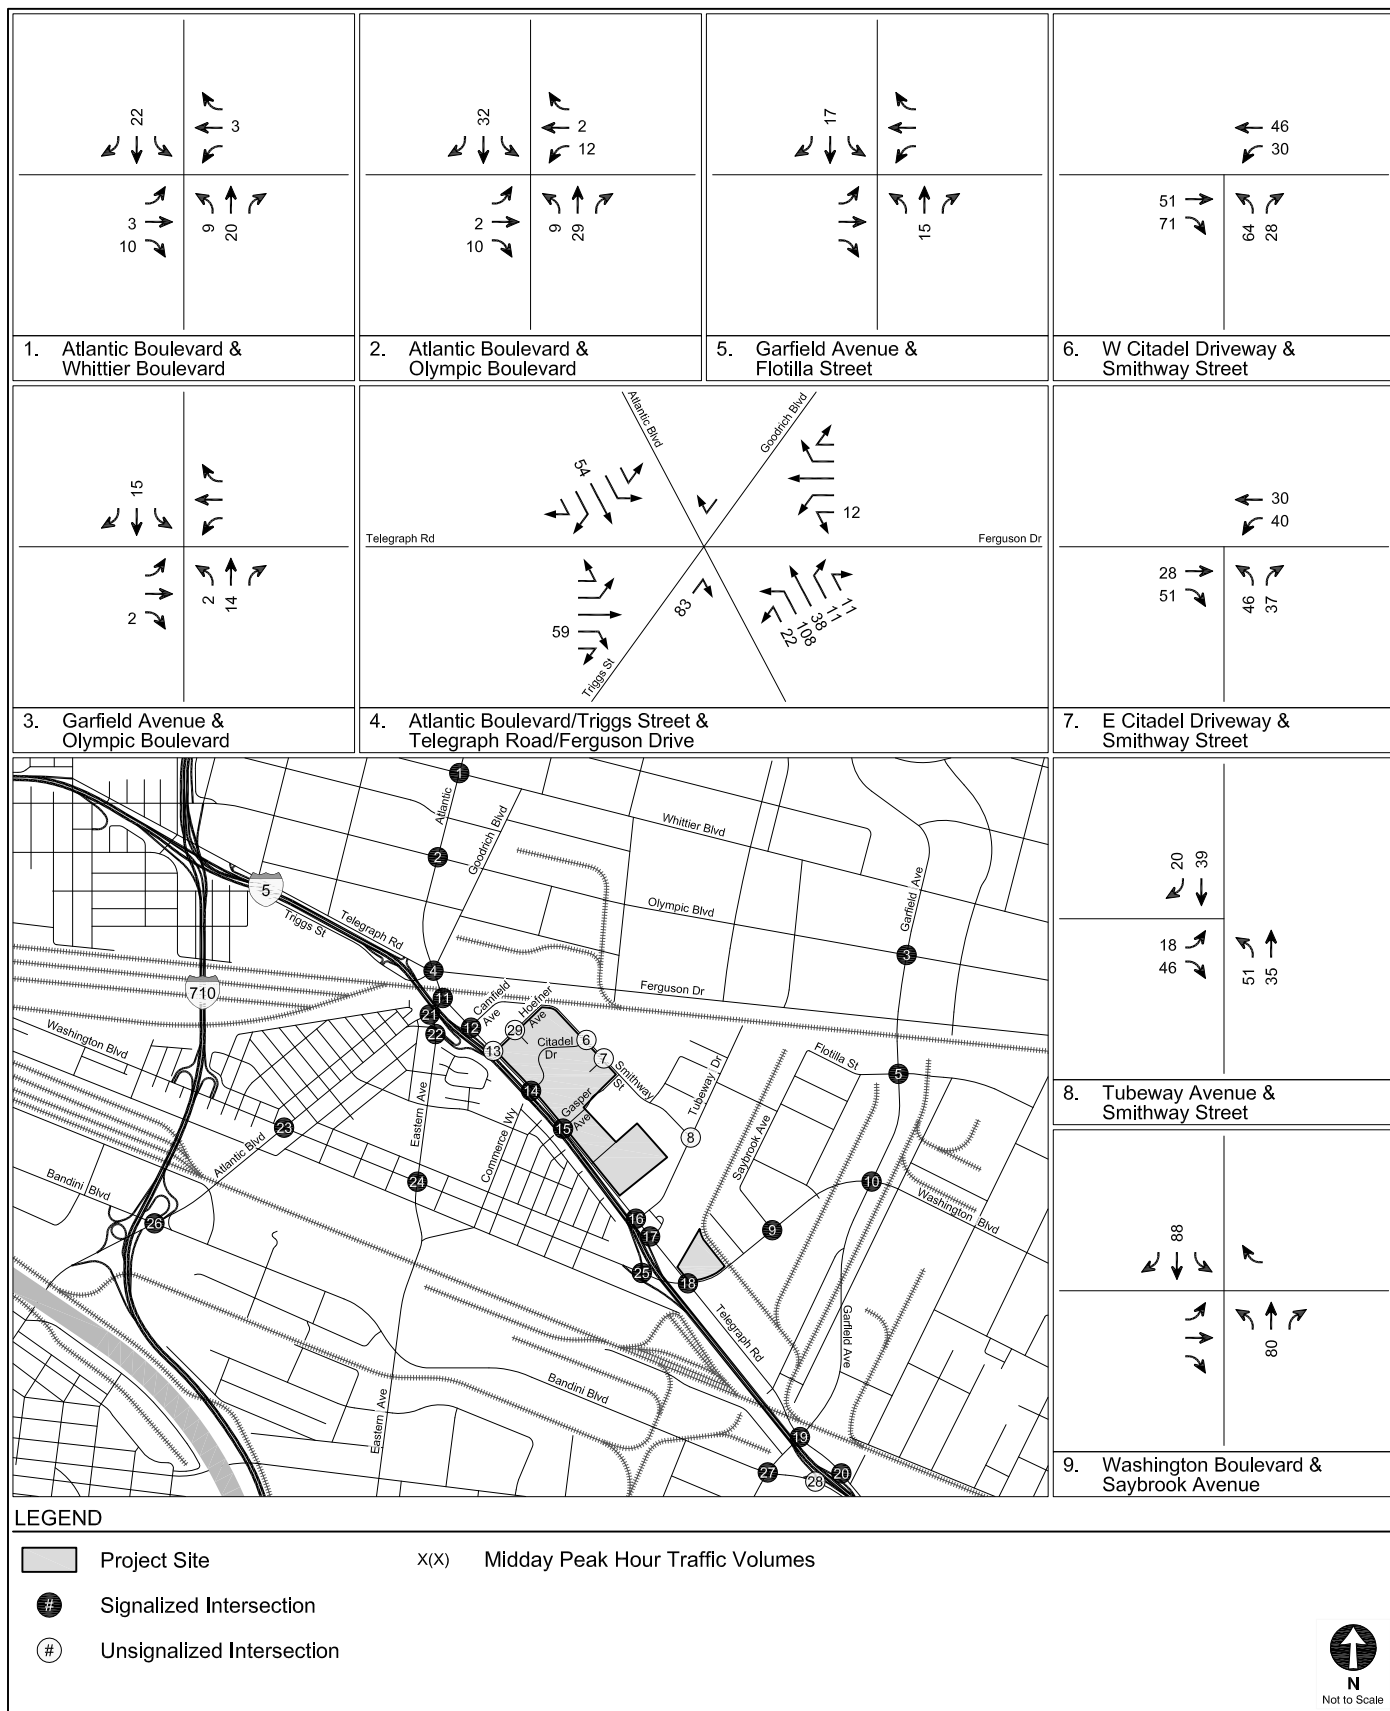 22
3
3
10
9
20
1. Atlantic Boulevard &
Whittier Boulevard
32
2
12
2
10
9
29
2. Atlantic Boulevard &
Olympic Boulevard
17
15
5. Garfield Avenue &
Flotilla Street
46
30
51
71
64
28
6. W Citadel Driveway &
Smithway Street
15
2
2
14
3. Garfield Avenue &
Olympic Boulevard
Atlantic Blvd
Goodrich Blvd
54
12
Telegraph Rd
Ferguson Dr
59
83
22
108
38
11
11
Triggs St
4. Atlantic Boulevard/Triggs Street &
Telegraph Road/Ferguson Drive
30
40
28
51
46
37
7. E Citadel Driveway &
Smithway Street
1
Atlantic
Goodrich Blvd
Whittier Blvd
2
5
Triggs St
Telegraph Rd
Olympic Blvd
Garfield Ave
3
4
710
Ferguson Dr
11
21
22
12
Camfield
Ave
Hoefner
Ave
29
13
Citadel
Dr
6
7
Smithway
St
Washington Blvd
Flotilla St
5
14
Gasper
Ave
15
Tubeway Dr
8
Eastern Ave
Commerce Wy
23
Atlantic Blvd
Saybrook Ave
24
10
Washington Blvd
Bandini Blvd
26
16
17
9
25
18
Telegraph Rd
Garfield Ave
Bandini Blvd
Eastern Ave
19
27
28
20
20
39
18
46
51
35
8. Tubeway Avenue &
Smithway Street
88
80
9. Washington Boulevard &
Saybrook Avenue
LEGEND
Project Site
X(X) Midday Peak Hour Traffic Volumes
# Signalized Intersection
# Unsignalized Intersection
N
Not to Scale